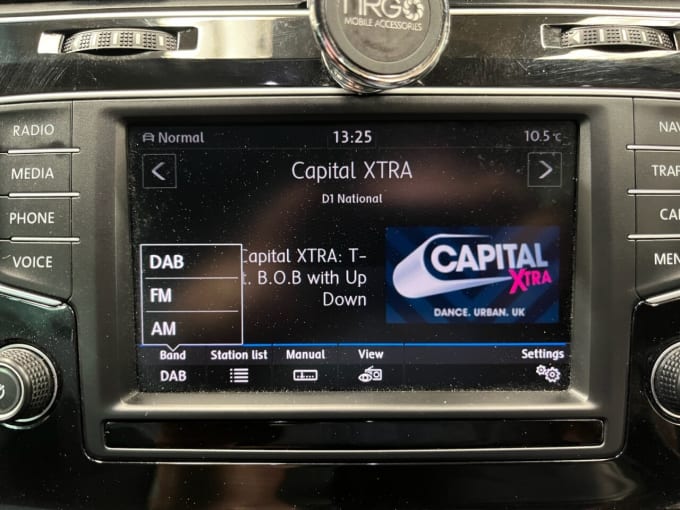 ARGO
MOBILE ACCESSORIES
RADIO
MEDIA
PHONE
VOICE
NAV
TRAF
CA
MEN
Normal
13:25
10.5 °C
<
Capital XTRA
>
D1 National
Capital XTRA: T-
t. B.O.B with Up
Down
CAPITAL
XTRA
DANCE. URBAN. UK
DAB
FM
AM
Band
Station list
Manual
View
Settings
DAB